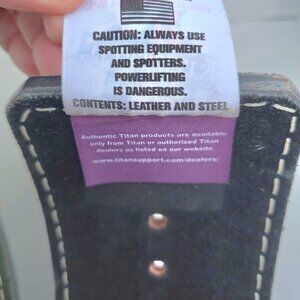 CAUTION: ALWAYS USE
SPOTTING EQUIPMENT
AND SPOTTERS.
POWERLIFTING
IS DANGEROUS.
CONTENTS: LEATHER AND STEEL
Authentic Titan products are available
only from Titan or authorized Titan
dealers as listed on our website
www.titansupport.com/dealers/